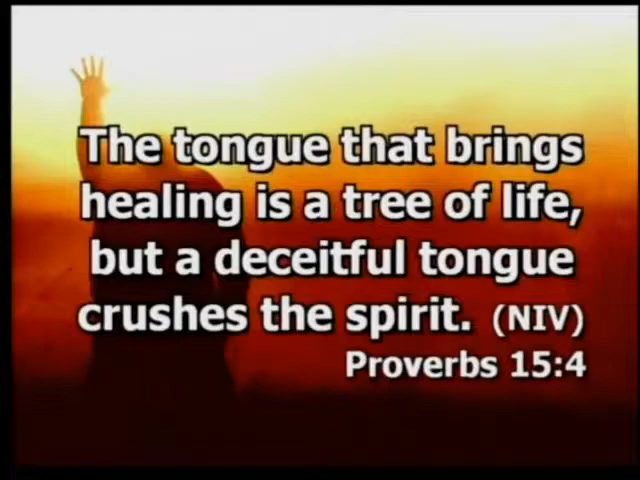 The tongue that brings
healing is a tree of life,
but a deceitful tongue
crushes the spirit. (NIV)
Proverbs 15:4